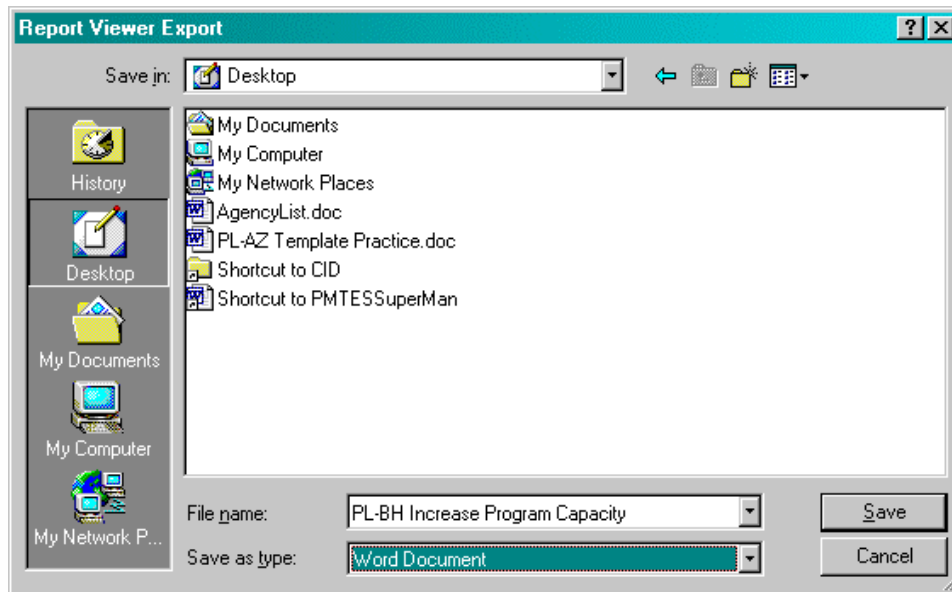 Report Viewer Export
Save in:
Desktop
History
Desktop
My Documents
My Computer
My Network P...
My Documents
My Computer
My Network Places
AgencyList.doc
PL-AZ Template Practice.doc
Shortcut to CID
Shortcut to PMTESSuperMan
File name:
PL-BH Increase Program Capacity
Save
Save as type:
Word Document
Cancel